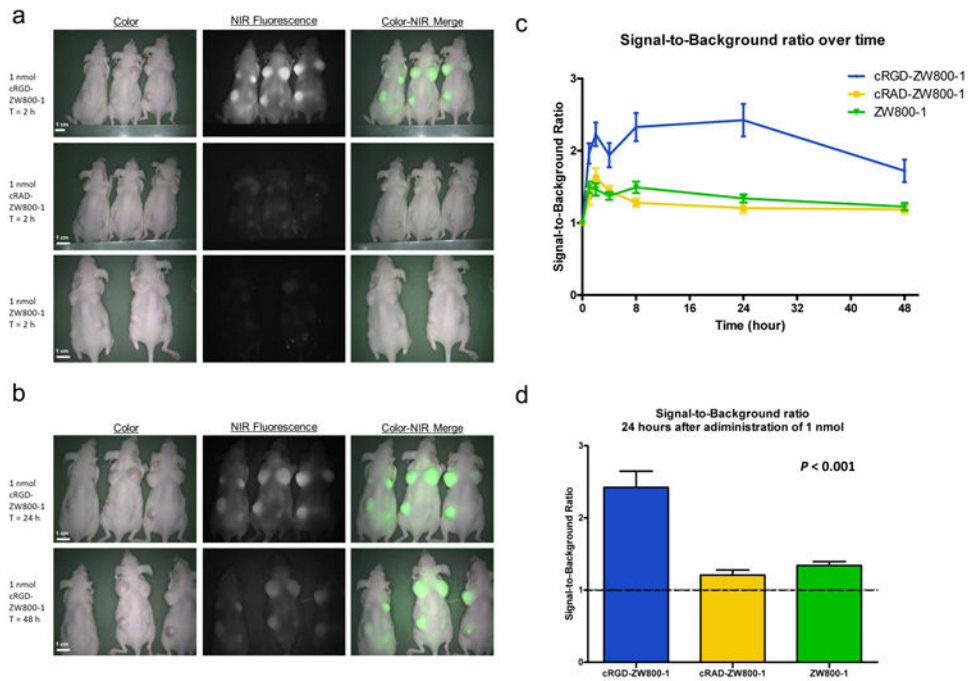 a
Color
NIR Fluorescence
Color-NIR Merge
1 nmol
cRGD-
ZW800-1
T = 2 h
1 cm
1 nmol
cRAD-
ZW800-1
T = 2 h
1 cm
1 nmol
ZW800-1
T = 2 h
1 cm
b
Color
NIR Fluorescence
Color-NIR Merge
1 nmol
cRGD-
ZW800-1
T = 24 h
1 cm
1 nmol
cRGD-
ZW800-1
T = 48 h
1 cm
c
Signal-to-Background ratio over time
cRGD-ZW800-1
cRAD-ZW800-1
ZW800-1
Signal-to-Background Ratio
3
2
1
0
0 8 16 24 32 40 48
Time (hour)
d
Signal-to-Background ratio
24 hours after adiministration of 1 nmol
P < 0.001
Signal-to-Background Ratio
3
2
1
0
cRGD-ZW800-1 cRAD-ZW800-1 ZW800-1